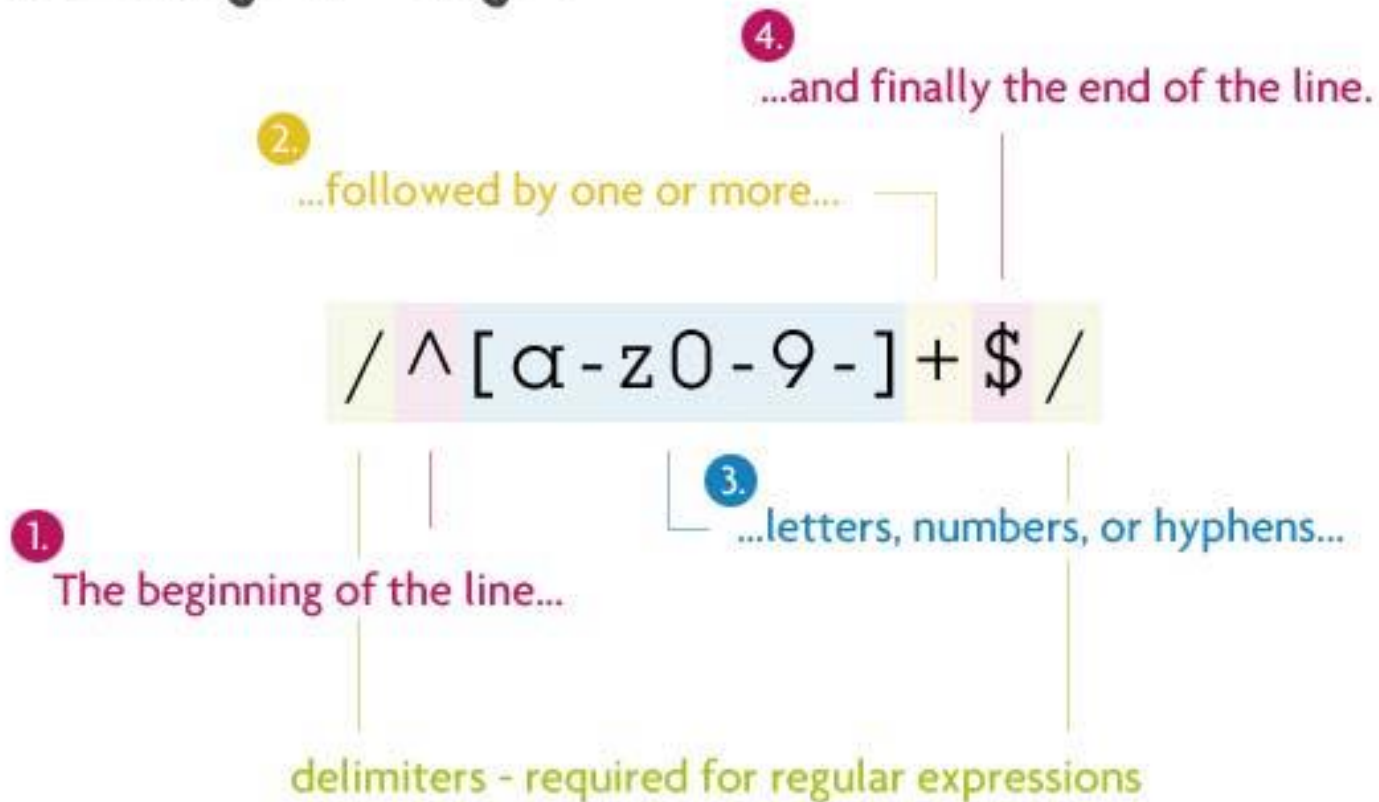 4.
...and finally the end of the line.
2.
...followed by one or more...
/^[a-z0-9-]+$/
3.
...letters, numbers, or hyphens...
1.
The beginning of the line...
delimiters - required for regular expressions